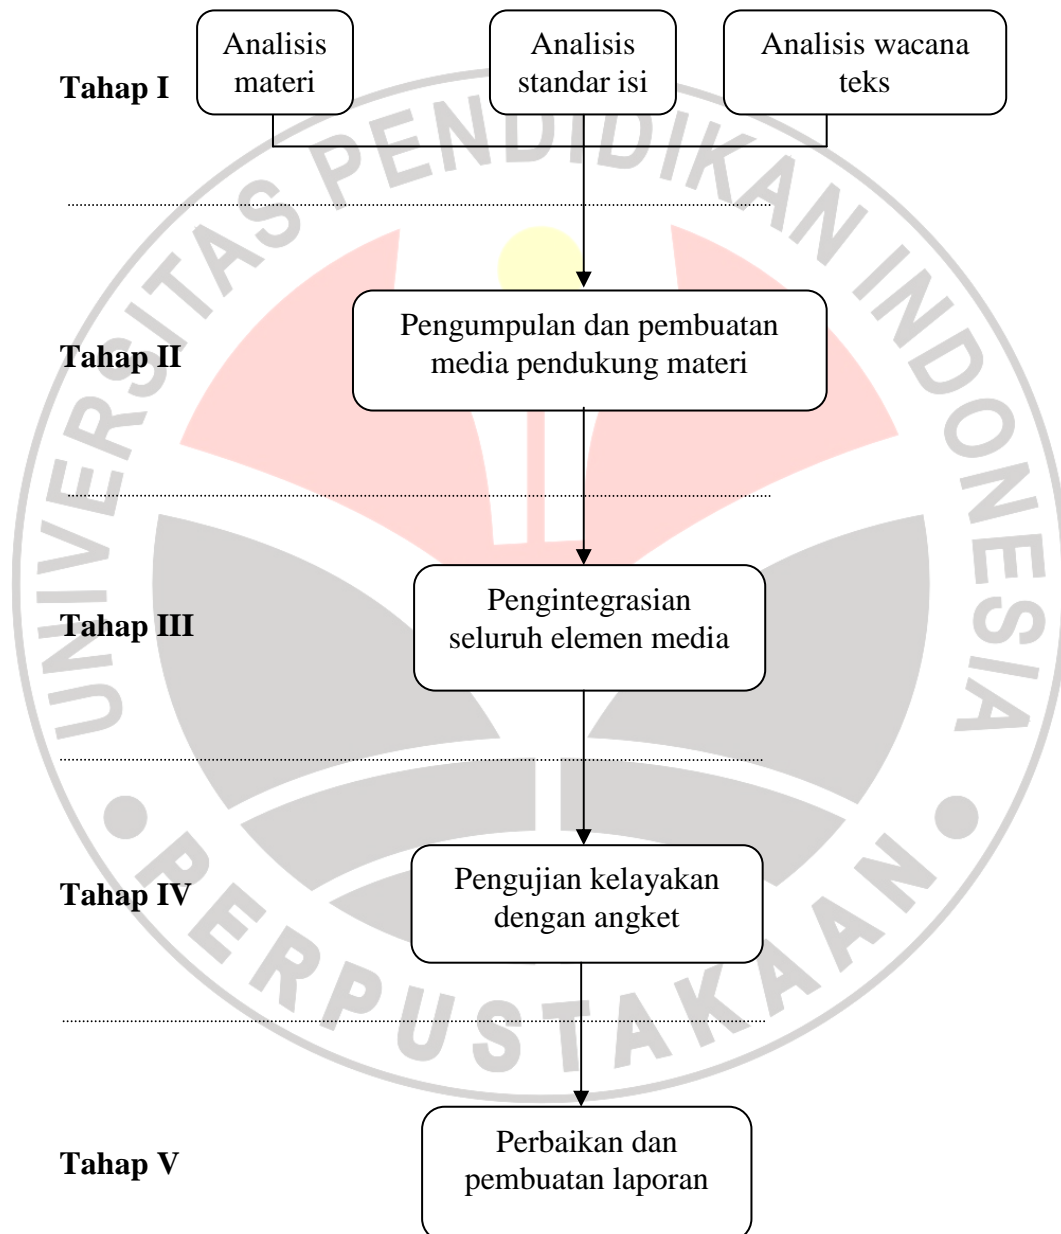 Analisis
materi
Analisis
standar isi
Analisis wacana
teks
Tahap I
Pengumpulan dan pembuatan
media pendukung materi
Tahap II
Pengintegrasian
seluruh elemen media
Tahap III
Pengujian kelayakan
dengan angket
Tahap IV
Perbaikan dan
pembuatan laporan
Tahap V
UNIVERSITAS PENDIDIKAN INDONESIA
PERPUSTAKAAN